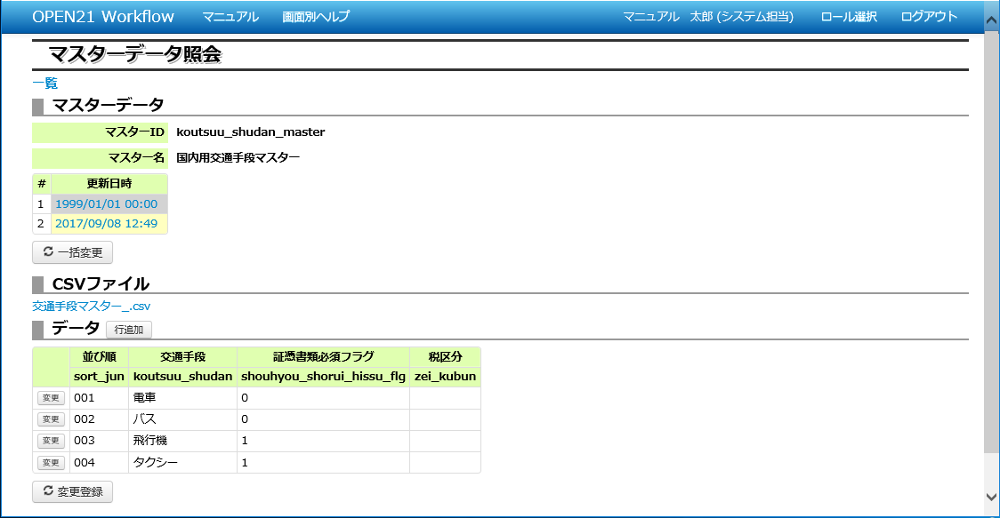 OPEN21 Workflow マニュアル 画面別ヘルプ マニュアル 太郎 (システム担当) ロール選択 ログアウト
マスターデータ照会
一覧
マスターデータ
マスターID koutsuu_shudan_master
マスター名 国内用交通手段マスター
# 更新日時
1 1999/01/01 00:00
2 2017/09/08 12:49
一括変更
CSVファイル
交通手段マスター_.csv
データ 行追加
並び順 交通手段 証憑書類必須フラグ 税区分
sort_jun koutsuu_shudan shouhyou_shorui_hissu_flg zei_kubun
変更 001 電車 0
変更 002 バス 0
変更 003 飛行機 1
変更 004 タクシー 1
変更登録